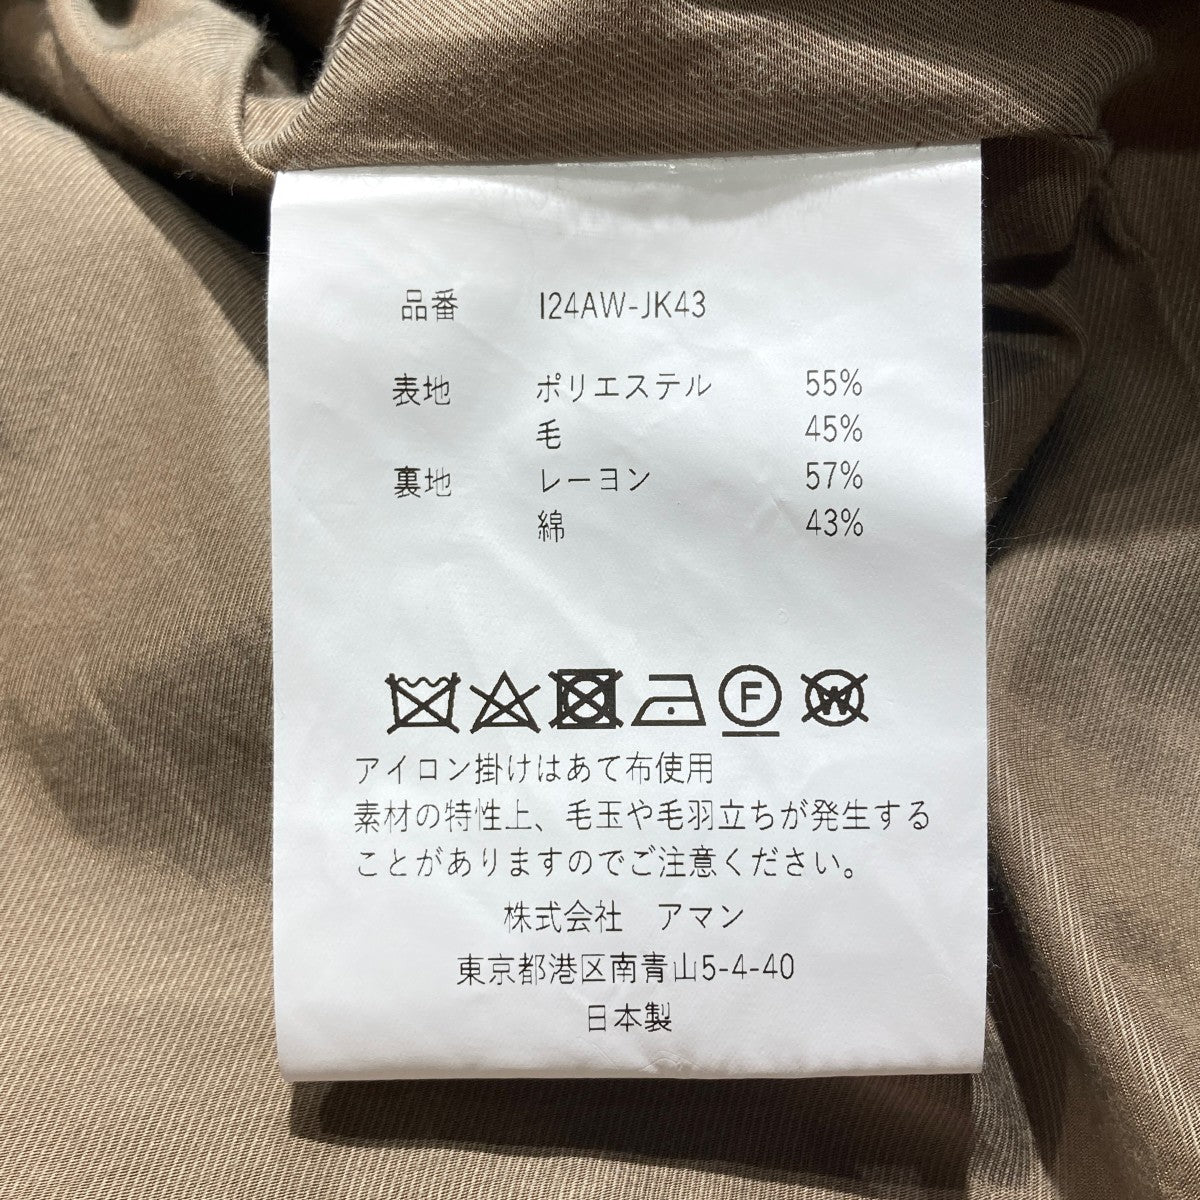 品番 I24AW-JK43
表地 ポリエステル 55%
毛 45%
裏地 レーヨン 57%
綿 43%
F W
アイロン掛けはあて布使用
素材の特性上、毛玉や毛羽立ちが発生する
ことがありますのでご注意ください。
株式会社 アマン
東京都港区南青山5-4-40
日本製